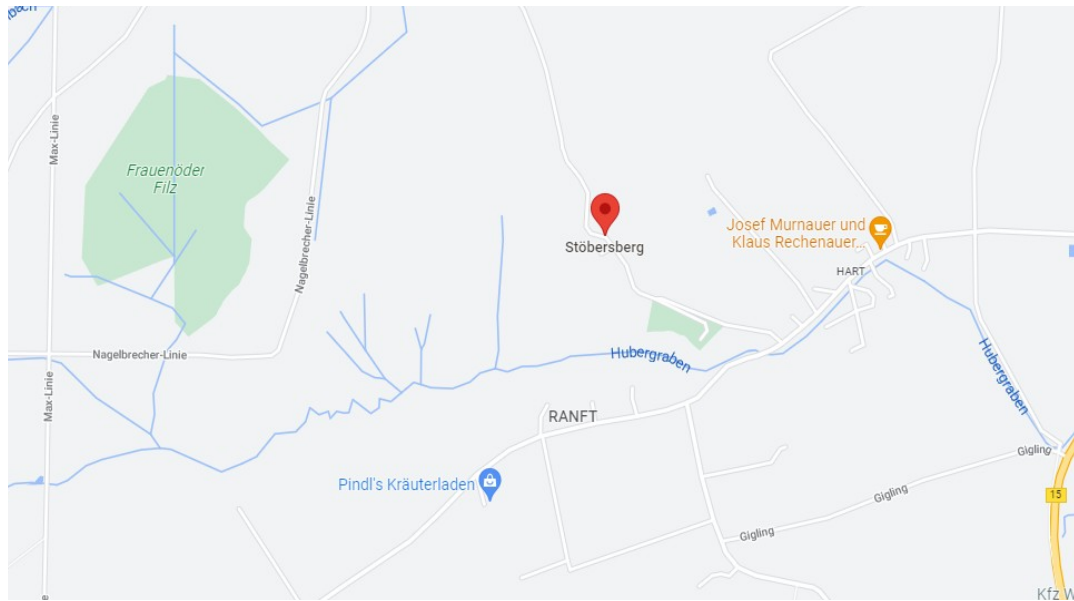 Max-Linie
Frauenöder
Filz
Nagelbrecher-Linie
Stöbersberg
Josef Murnauer und
Klaus Rechenauer...
HART
Nagelbrecher-Linie
Hubergraben
Hubergraben
Max-Linie
RANFT
Gigling
Pindl's Kräuterladen
Gigling
15
Gigling
Kfz W